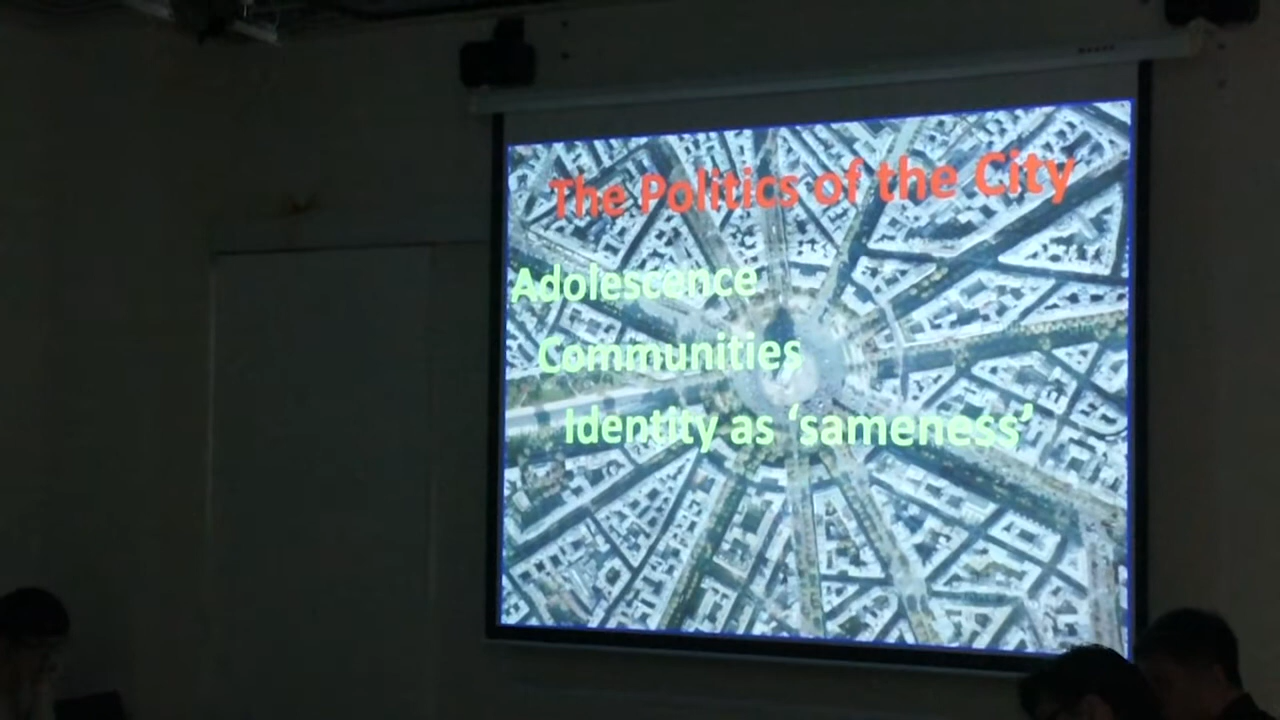 The Politics of the City
Adolescence
Communities
Identity as ‘sameness’